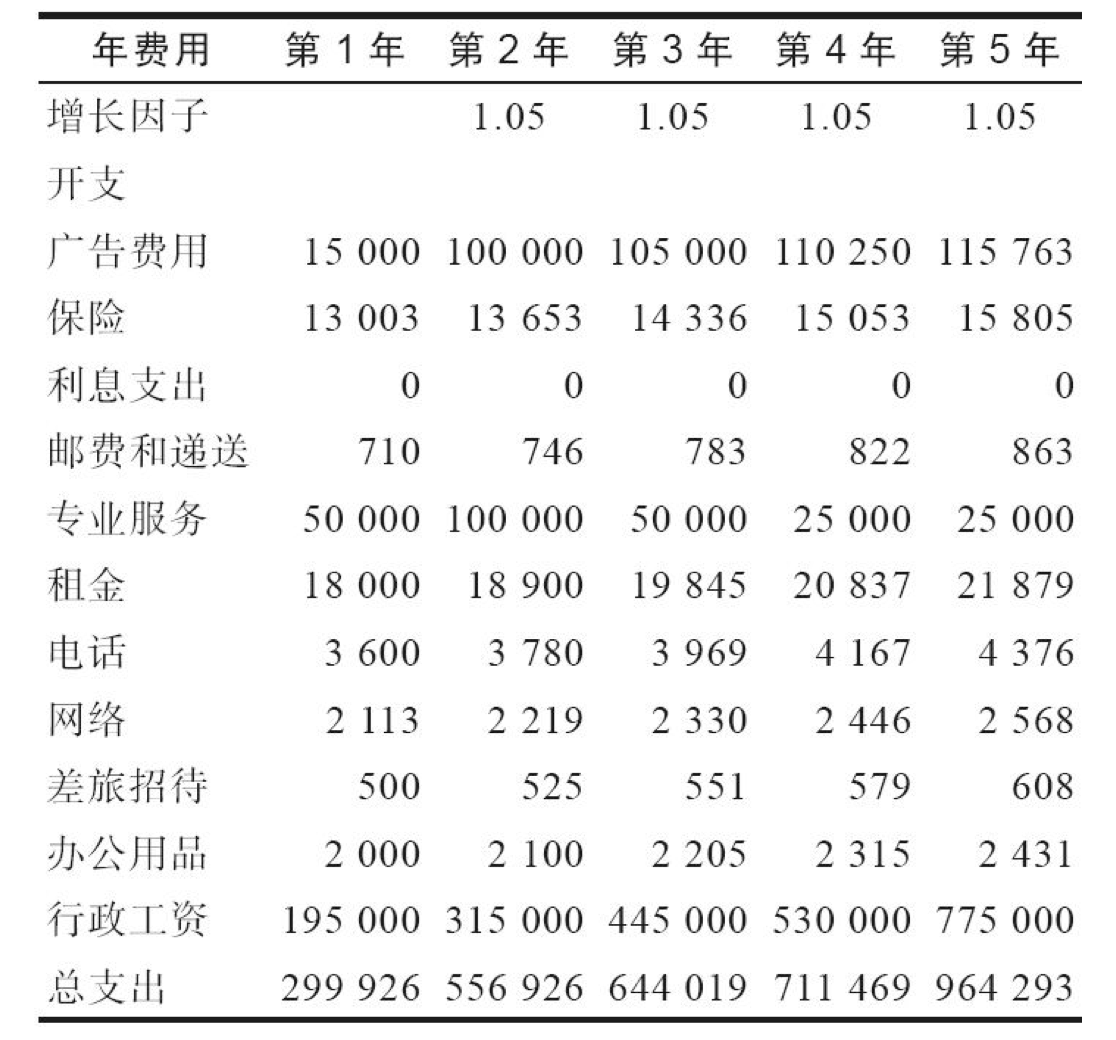 年费用 第 1 年 第 2 年 第 3 年 第 4 年 第 5 年
增长因子 1.05 1.05 1.05 1.05
开支
广告费用 15 000 100 000 105 000 110 250 115 763
保险 13 003 13 653 14 336 15 053 15 805
利息支出 0 0 0 0 0
邮费和递送 710 746 783 822 863
专业服务 50 000 100 000 50 000 25 000 25 000
租金 18 000 18 900 19 845 20 837 21 879
电话 3 600 3 780 3 969 4 167 4 376
网络 2 113 2 219 2 330 2 446 2 568
差旅招待 500 525 551 579 608
办公用品 2 000 2 100 2 205 2 315 2 431
行政工资 195 000 315 000 445 000 530 000 775 000
总支出 299 926 556 926 644 019 711 469 964 293